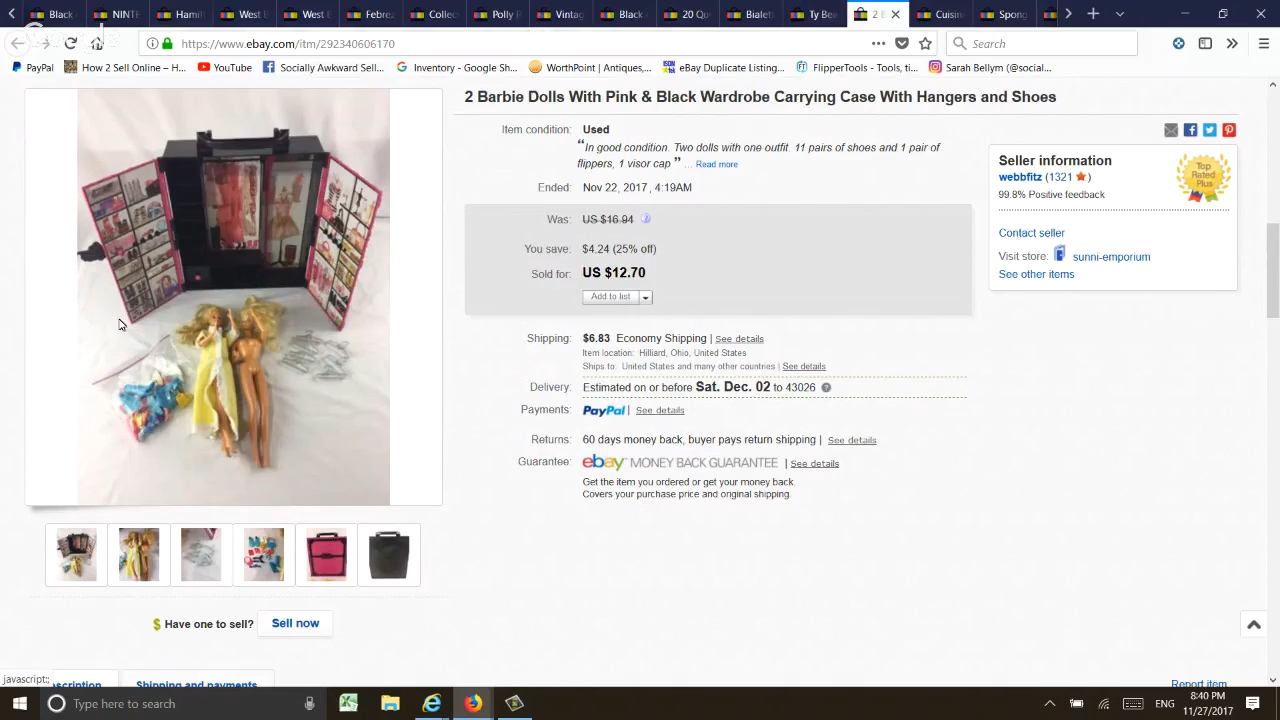 Black
NINT
Hamil
West B
West B
Febrez
Collec
Polly R
Vintag
Black
20 Qu
Bialet
Ty Bee
2 B
Cuisine
Spong
https://www.ebay.com/itm/292340606170
Search
PayPal
How 2 Sell Online – H...
YouTube
Socially Awkward Sell...
Inventory - Google Sh...
WorthPoint | Antiques,...
eBay Duplicate Listing...
FlipperTools - Tools, ti...
Sarah Bellym (@social...
2 Barbie Dolls With Pink & Black Wardrobe Carrying Case With Hangers and Shoes
Item condition: Used
“In good condition. Two dolls with one outfit. 11 pairs of shoes and 1 pair of
flippers, 1 visor cap ” ... Read more
Ended: Nov 22, 2017 , 4:19AM
Was: US $16.94
You save: $4.24 (25% off)
Sold for: US $12.70
Add to list
Shipping: $6.83 Economy Shipping | See details
Item location: Hilliard, Ohio, United States
Ships to: United States and many other countries | See details
Delivery: Estimated on or before Sat. Dec. 02 to 43026
Payments: PayPal | See details
Returns: 60 days money back, buyer pays return shipping | See details
Guarantee: ebay MONEY BACK GUARANTEE | See details
Get the item you ordered or get your money back.
Covers your purchase price and original shipping.
Seller information
webbfitz (1321 )
99.8% Positive feedback
Top
Rated
Plus
Contact seller
Visit store: sunni-emporium
See other items
$ Have one to sell? Sell now
javascript:;
scription
Shipping and payments
Report item
Type here to search
ENG
8:40 PM
11/27/2017